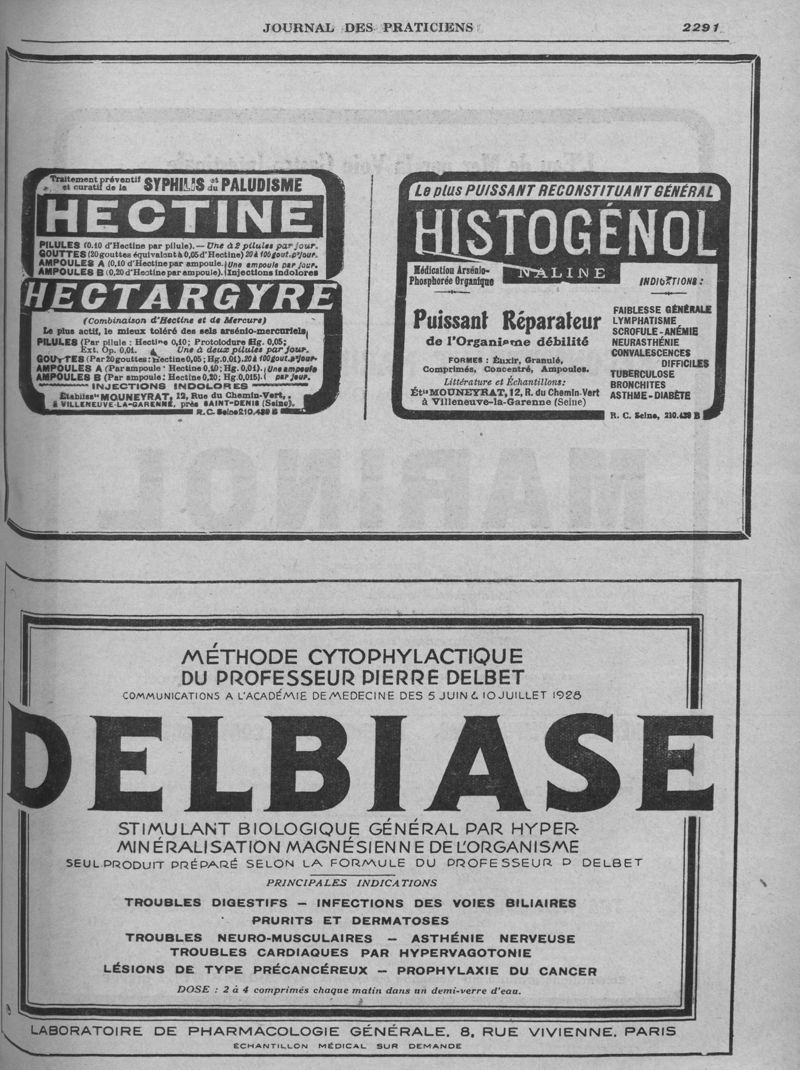 JOURNAL DES PRATICIENS
2291
Traitement préventif
et curatif de la SYPHILIS et du PALUDISME
HECTINE
PILULES (0.10 d'Hectine par pilule). — Une à 2 pilules par jour.
GOUTTES (20 gouttes équivalent à 0,05 d'Hectine) 20 à 100 gout. p' jour.
AMPOULES A (0,10 d'Hectine par ampoule). Une ampoule par jour.
AMPOULES B (0,20 d'Hectine par ampoule). Injections indolores
HECTARGYRE
(Combinaison d'Hectine et de Mercure)
Le plus actif, le mieux toléré des sels arsénio-mercuriels
PILULES (Par pilule : Hectine 0,10; Protoiodure Hg. 0,05;
Ext. Op. 0,01. Une à deux pilules par jour.
GOUTTES (Par 20 gouttes : Hectine 0,05; Hg. 0,01). 20 à 100 gout. p' jour
AMPOULES A (Par ampoule : Hectine 0,10; Hg. 0,01). Une ampoule
AMPOULES B (Par ampoule : Hectine 0,20; Hg. 0,015). par jour.
INJECTIONS INDOLORES
Établiss^ts MOUNEYRAT, 12, Rue du Chemin-Vert,
à VILLENEUVE-LA-GARENNE, près SAINT-DENIS (Seine).
R. C. Seine 210.439 B
Le plus PUISSANT RECONSTITUANT GÉNÉRAL
HISTOGÉNOL
NALINE
Médication Arsénio-
Phosphorée Organique
Puissant Réparateur
de l'Organisme débilité
FORMES : Élixir, Granulé,
Comprimés, Concentré, Ampoules.
Littérature et Échantillons:
Ét^ts MOUNEYRAT, 12, R. du Chemin-Vert
à Villeneuve-la-Garenne (Seine)
INDICATIONS :
FAIBLESSE GÉNÉRALE
LYMPHATISME
SCROFULE - ANÉMIE
NEURASTHÉNIE
CONVALESCENCES
DIFFICILES
TUBERCULOSE
BRONCHITES
ASTHME - DIABÈTE
R. C. Seine, 210.439 B
MÉTHODE CYTOPHYLACTIQUE
DU PROFESSEUR PIERRE DELBET
COMMUNICATIONS A L'ACADÉMIE DE MEDECINE DES 5 JUIN & 10 JUILLET 1928
DELBIASE
STIMULANT BIOLOGIQUE GÉNÉRAL PAR HYPER-
MINÉRALISATION MAGNÉSIENNE DE L'ORGANISME
SEUL PRODUIT PRÉPARÉ SELON LA FORMULE DU PROFESSEUR P DELBET
PRINCIPALES INDICATIONS
TROUBLES DIGESTIFS — INFECTIONS DES VOIES BILIAIRES
PRURITS ET DERMATOSES
TROUBLES NEURO-MUSCULAIRES — ASTHÉNIE NERVEUSE
TROUBLES CARDIAQUES PAR HYPERVAGOTONIE
LÉSIONS DE TYPE PRÉCANCÉREUX — PROPHYLAXIE DU CANCER
DOSE : 2 à 4 comprimés chaque matin dans un demi-verre d'eau.
LABORATOIRE DE PHARMACOLOGIE GÉNÉRALE, 8, RUE VIVIENNE, PARIS
ÉCHANTILLON MÉDICAL SUR DEMANDE